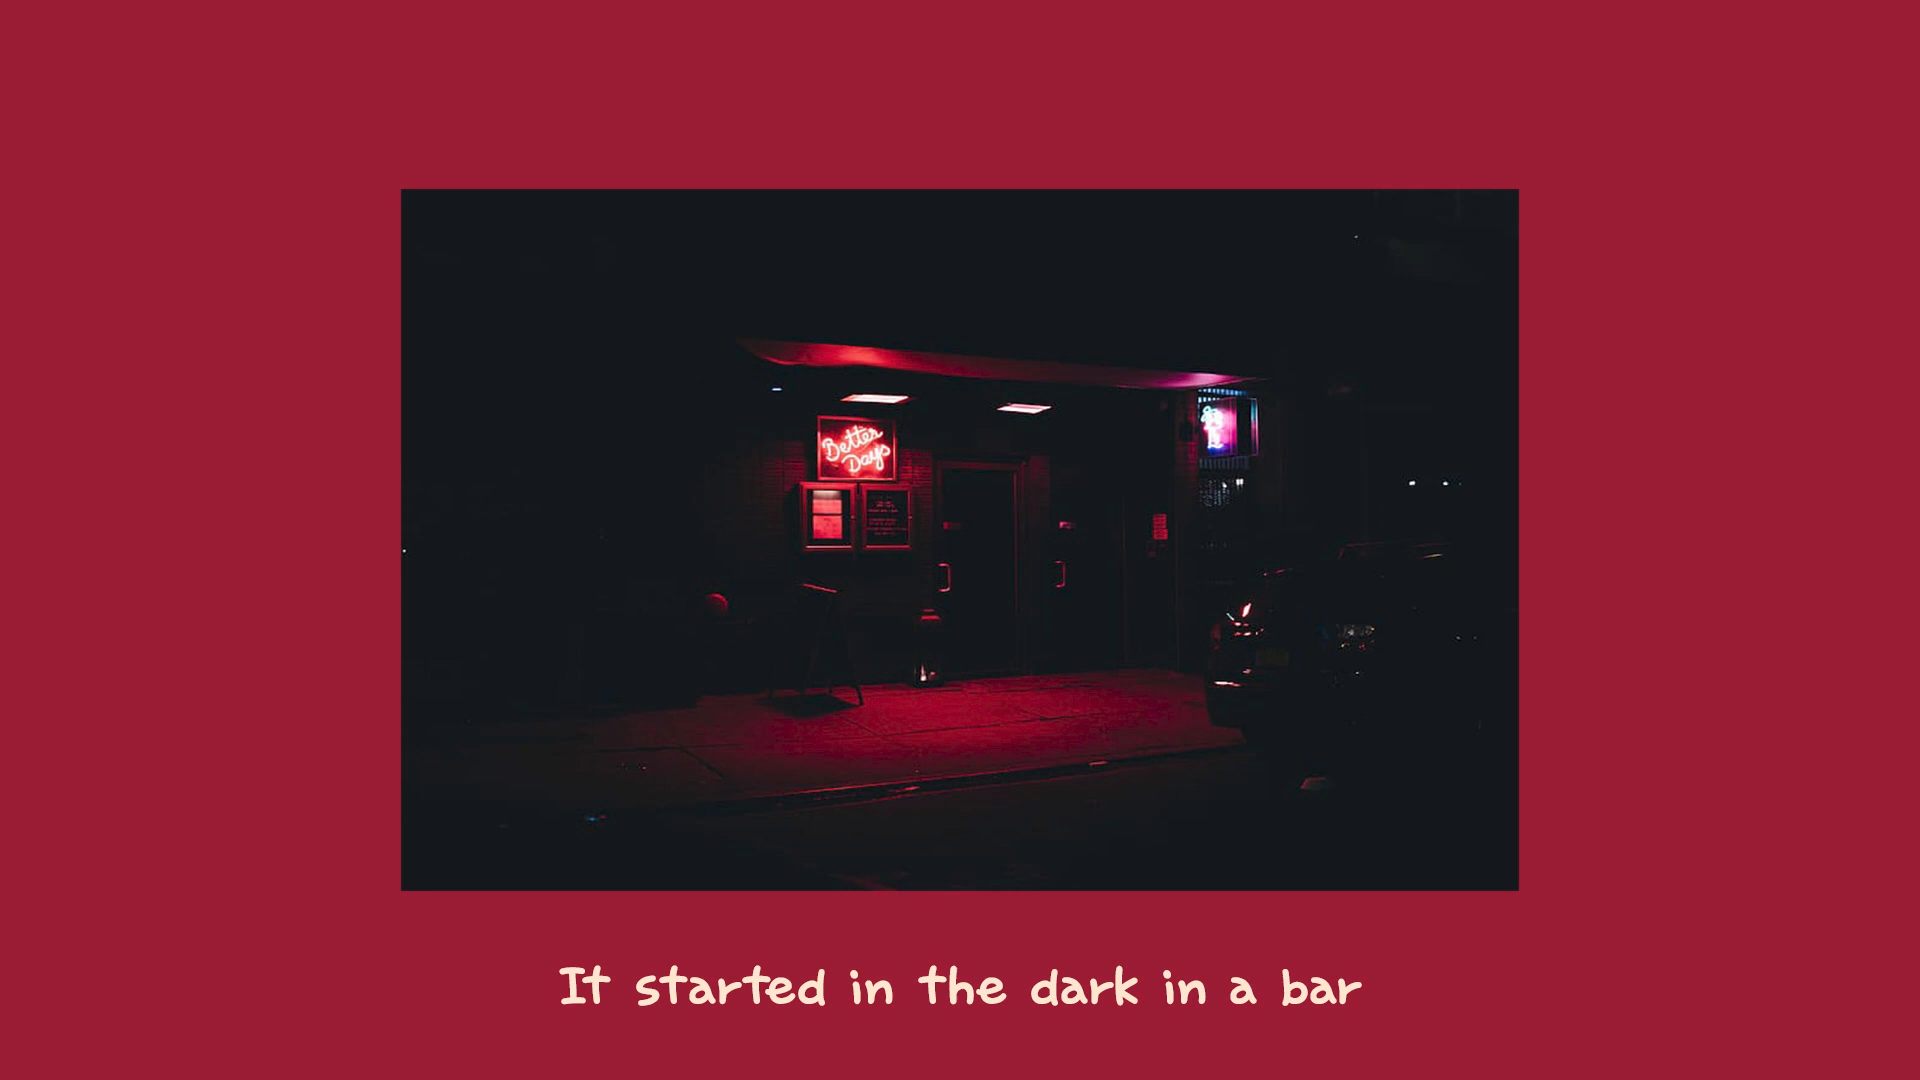 Better
Days
It started in the dark in a bar